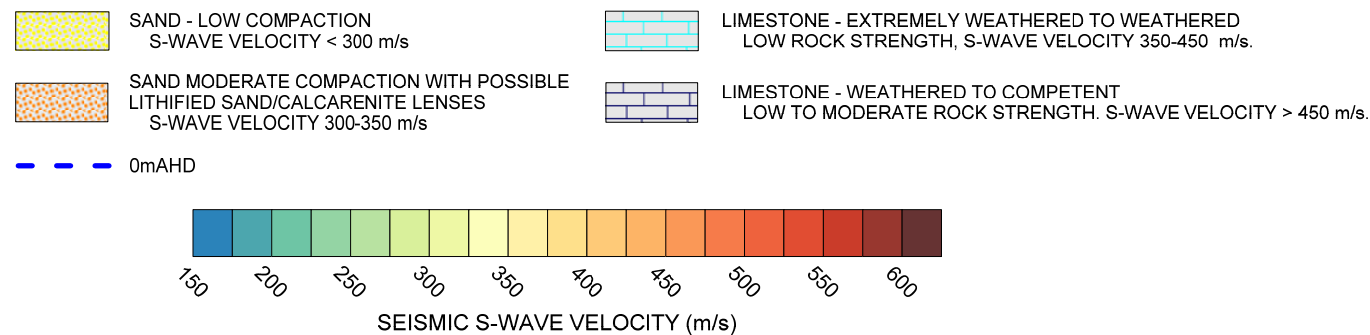 SAND - LOW COMPACTION
S-WAVE VELOCITY < 300 m/s
SAND MODERATE COMPACTION WITH POSSIBLE
LITHIFIED SAND/CALCARENITE LENSES
S-WAVE VELOCITY 300-350 m/s
0mAHD
LIMESTONE - EXTREMELY WEATHERED TO WEATHERED
LOW ROCK STRENGTH, S-WAVE VELOCITY 350-450 m/s.
LIMESTONE - WEATHERED TO COMPETENT
LOW TO MODERATE ROCK STRENGTH. S-WAVE VELOCITY > 450 m/s.
150 200 250 300 350 400 450 500 550 600
SEISMIC S-WAVE VELOCITY (m/s)